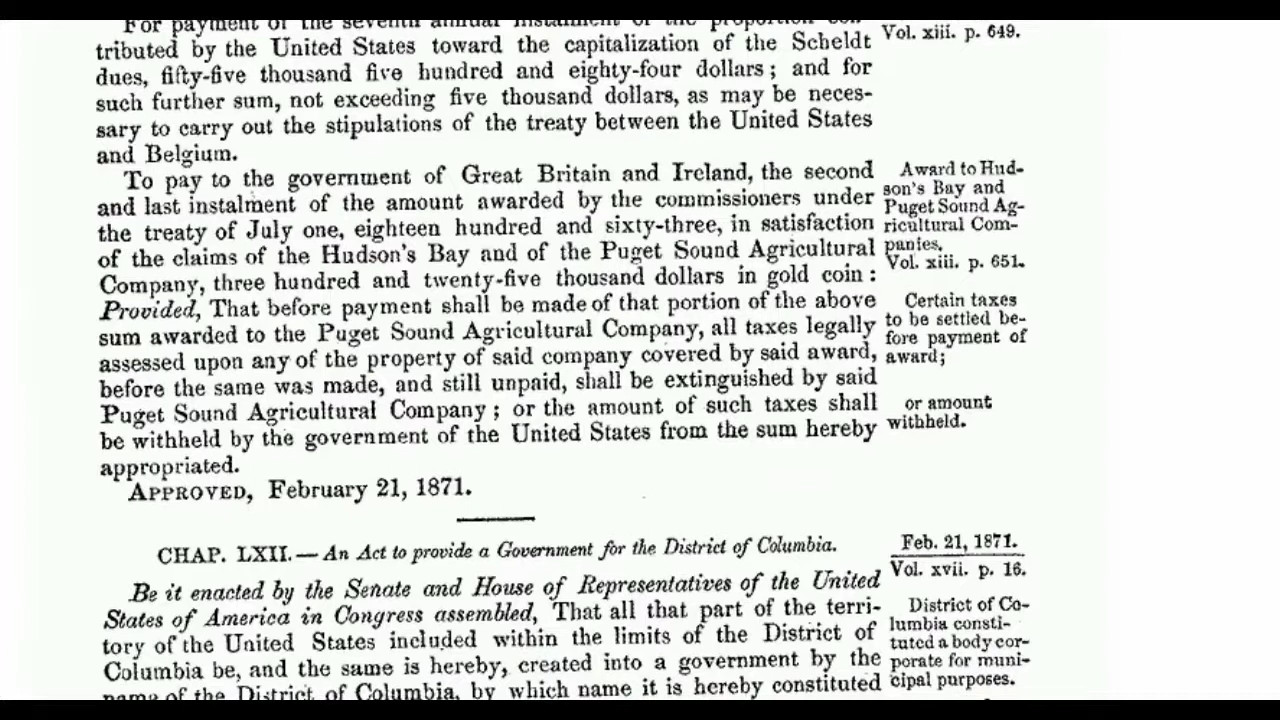 For payment of the seventh annual instalment of the proportion con-
tributed by the United States toward the capitalization of the Scheldt
dues, fifty-five thousand five hundred and eighty-four dollars; and for
such further sum, not exceeding five thousand dollars, as may be neces-
sary to carry out the stipulations of the treaty between the United States
and Belgium.
Vol. xiii. p. 649.
To pay to the government of Great Britain and Ireland, the second
and last instalment of the amount awarded by the commissioners under
the treaty of July one, eighteen hundred and sixty-three, in satisfaction
of the claims of the Hudson's Bay and of the Puget Sound Agricultural
Company, three hundred and twenty-five thousand dollars in gold coin:
Provided, That before payment shall be made of that portion of the above
sum awarded to the Puget Sound Agricultural Company, all taxes legally
assessed upon any of the property of said company covered by said award,
before the same was made, and still unpaid, shall be extinguished by said
Puget Sound Agricultural Company; or the amount of such taxes shall
be withheld by the government of the United States from the sum hereby
appropriated.
Award to Hud-
son's Bay and
Puget Sound Ag-
ricultural Com-
panies.
Vol. xiii. p. 651.
Certain taxes
to be settled be-
fore payment of
award;
or amount
withheld.
APPROVED, February 21, 1871.
CHAP. LXII.—An Act to provide a Government for the District of Columbia.
Feb. 21, 1871.
Vol. xvii. p. 16.
Be it enacted by the Senate and House of Representatives of the United
States of America in Congress assembled, That all that part of the terri-
tory of the United States included within the limits of the District of
Columbia be, and the same is hereby, created into a government by the
name of the District of Columbia, by which name it is hereby constituted
District of Co-
lumbia consti-
tuted a body cor-
porate for muni-
cipal purposes.